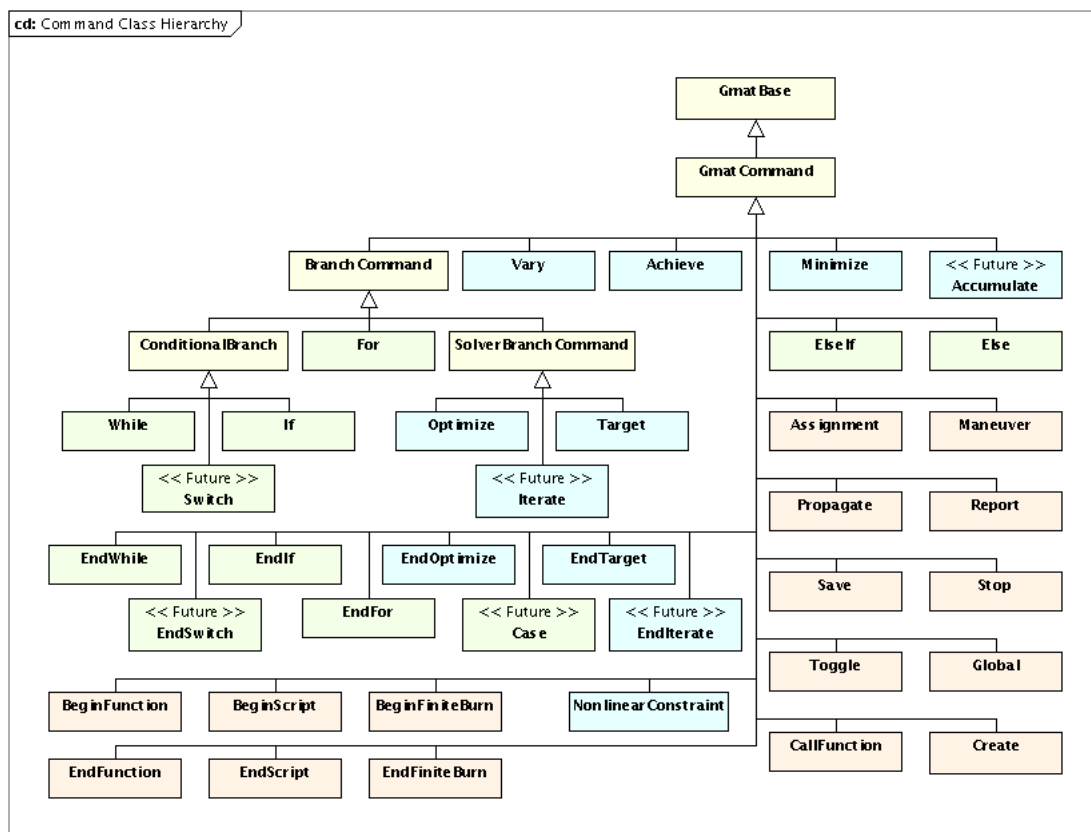 cd: Command Class Hierarchy
GmatBase
GmatCommand
BranchCommand
Vary
Achieve
Minimize
<< Future >>
Accumulate
ConditionalBranch
For
SolverBranchCommand
ElseIf
Else
While
If
Optimize
Target
Assignment
Maneuver
<< Future >>
Switch
<< Future >>
Iterate
Propagate
Report
EndWhile
EndIf
EndOptimize
EndTarget
Save
Stop
<< Future >>
EndSwitch
EndFor
<< Future >>
Case
<< Future >>
EndIterate
Toggle
Global
BeginFunction
BeginScript
BeginFiniteBurn
NonlinearConstraint
CallFunction
Create
EndFunction
EndScript
EndFiniteBurn